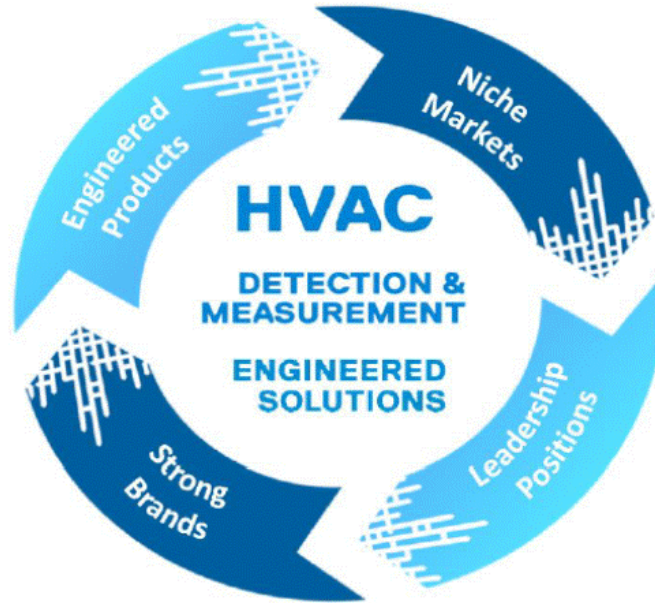 Engineered
Products
Niche
Markets
HVAC
DETECTION &
MEASUREMENT
ENGINEERED
SOLUTIONS
Leadership
Positions
Strong
Brands